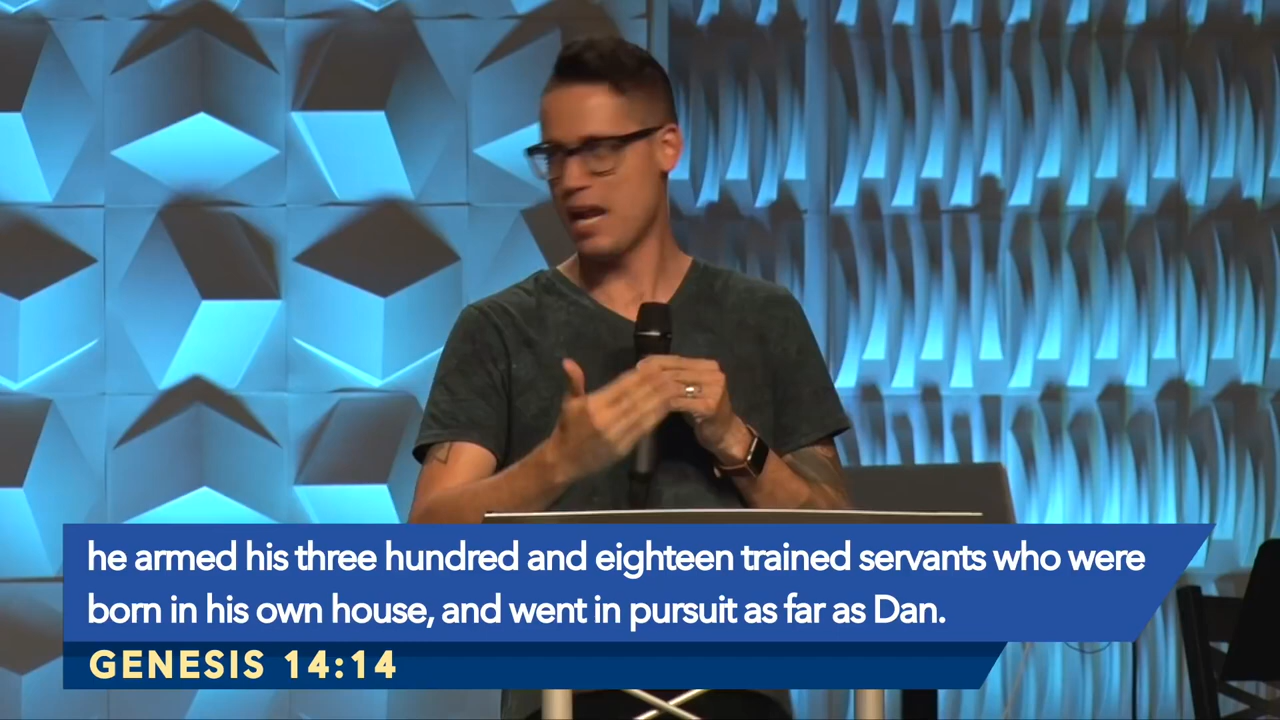 he armed his three hundred and eighteen trained servants who were
born in his own house, and went in pursuit as far as Dan.
GENESIS 14:14